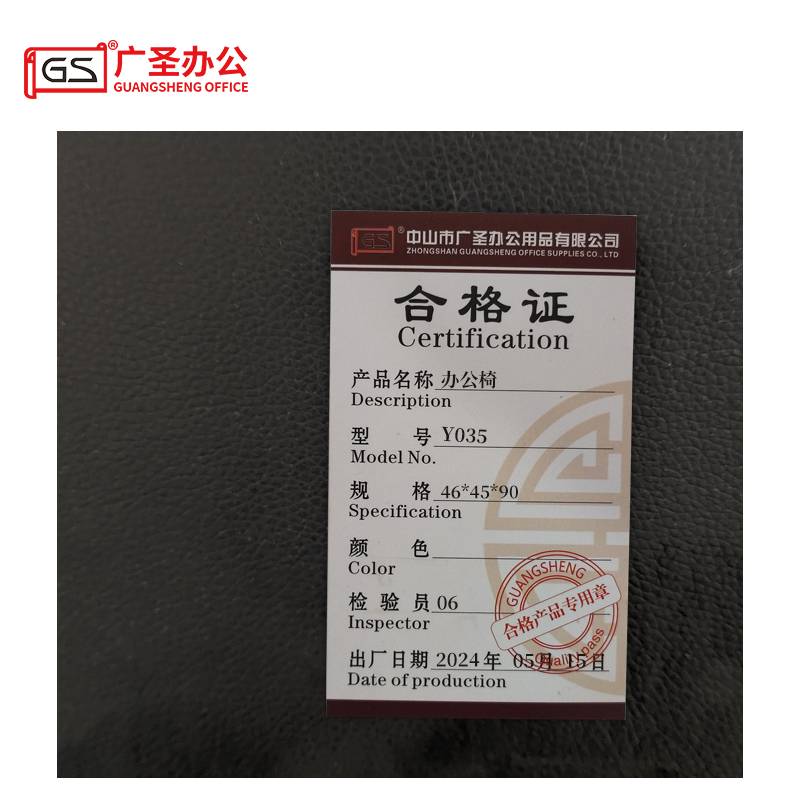 GS®广圣办公
GUANGSHENG OFFICE
GS®中山市广圣办公用品有限公司
ZHONGSHAN GUANGSHENG OFFICE SUPPLIES CO., LTD
合格证
Certification
产品名称 办公椅
Description
型 号 Y035
Model No.
规 格 46*45*90
Specification
颜 色
Color
检 验 员 06
Inspector
GUANGSHENG
合格产品专用章
Quality pass
出厂日期 2024年 05月 15日
Date of production